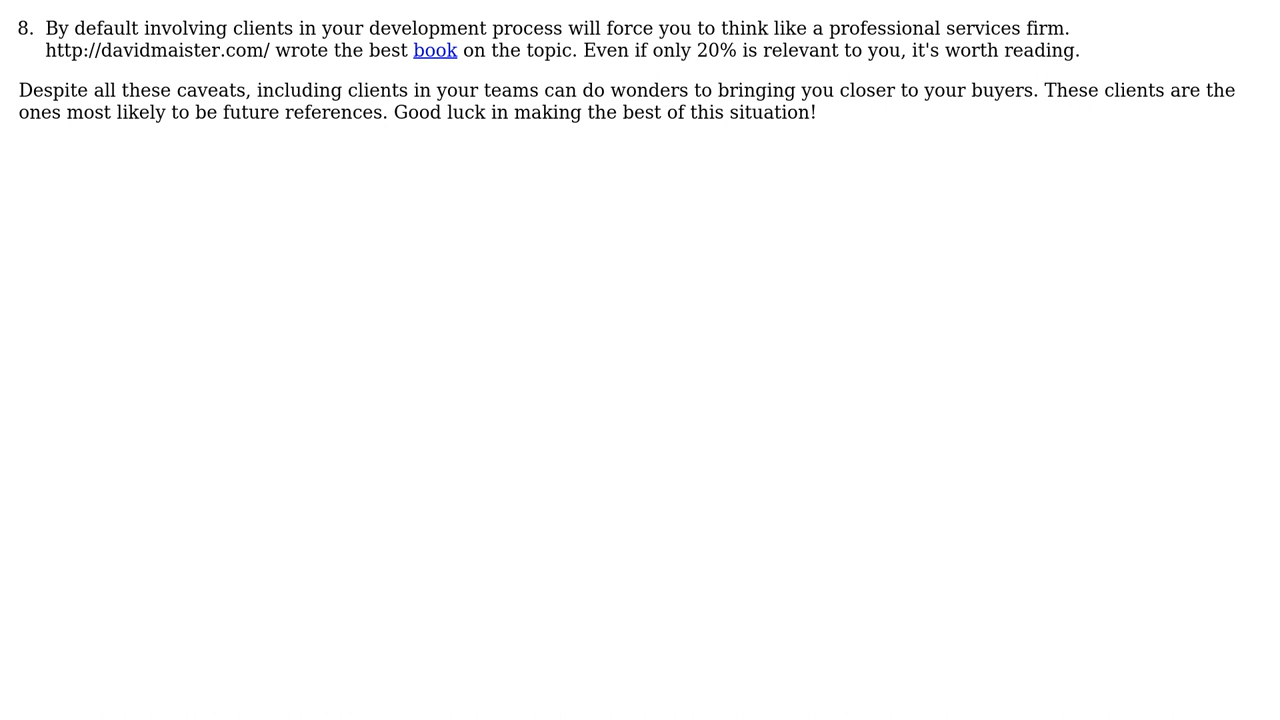 8. By default involving clients in your development process will force you to think like a professional services firm.
http://davidmaister.com/ wrote the best book on the topic. Even if only 20% is relevant to you, it's worth reading.
Despite all these caveats, including clients in your teams can do wonders to bringing you closer to your buyers. These clients are the
ones most likely to be future references. Good luck in making the best of this situation!